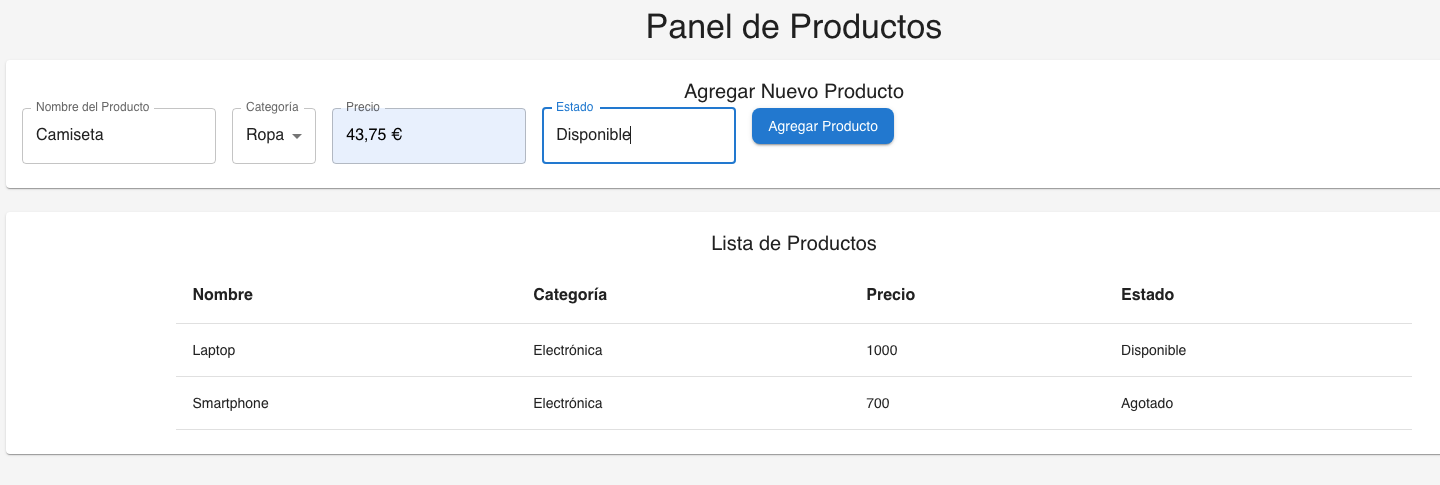 Panel de Productos
Agregar Nuevo Producto
Nombre del Producto Categoría Precio Estado
Camiseta Ropa 43,75 € Disponible Agregar Producto
Lista de Productos
Nombre Categoría Precio Estado
Laptop Electrónica 1000 Disponible
Smartphone Electrónica 700 Agotado